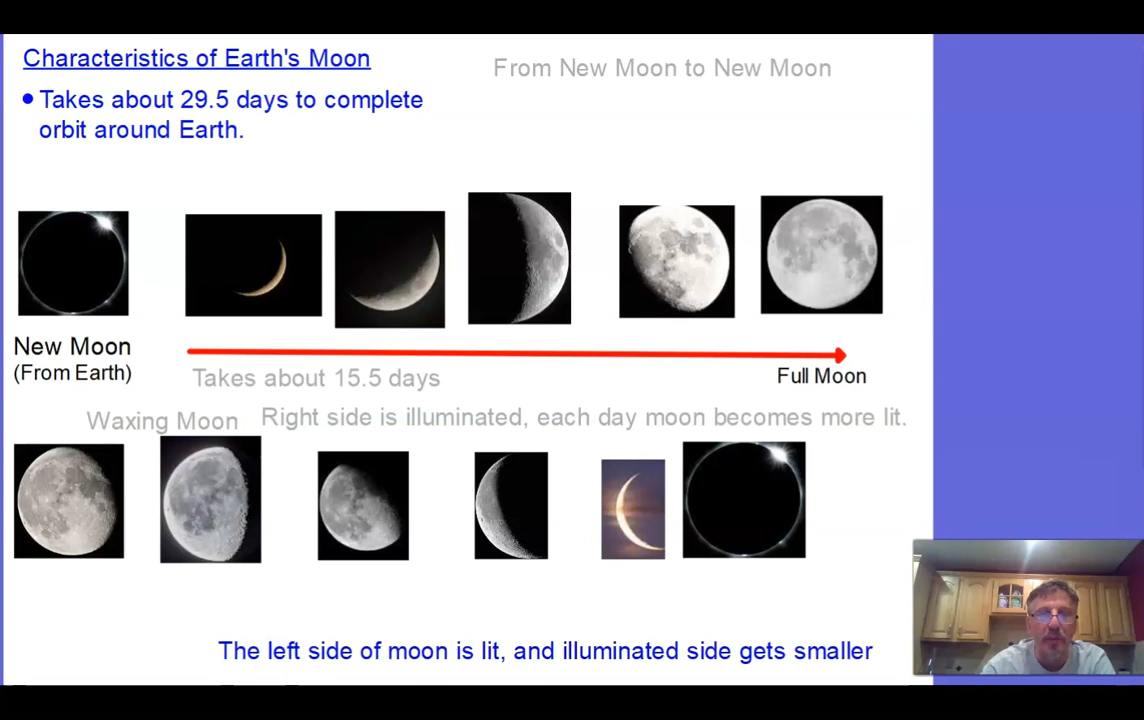 Characteristics of Earth's Moon
From New Moon to New Moon
Takes about 29.5 days to complete
orbit around Earth.
New Moon
(From Earth)
Takes about 15.5 days
Full Moon
Waxing Moon
Right side is illuminated, each day moon becomes more lit.
The left side of moon is lit, and illuminated side gets smaller